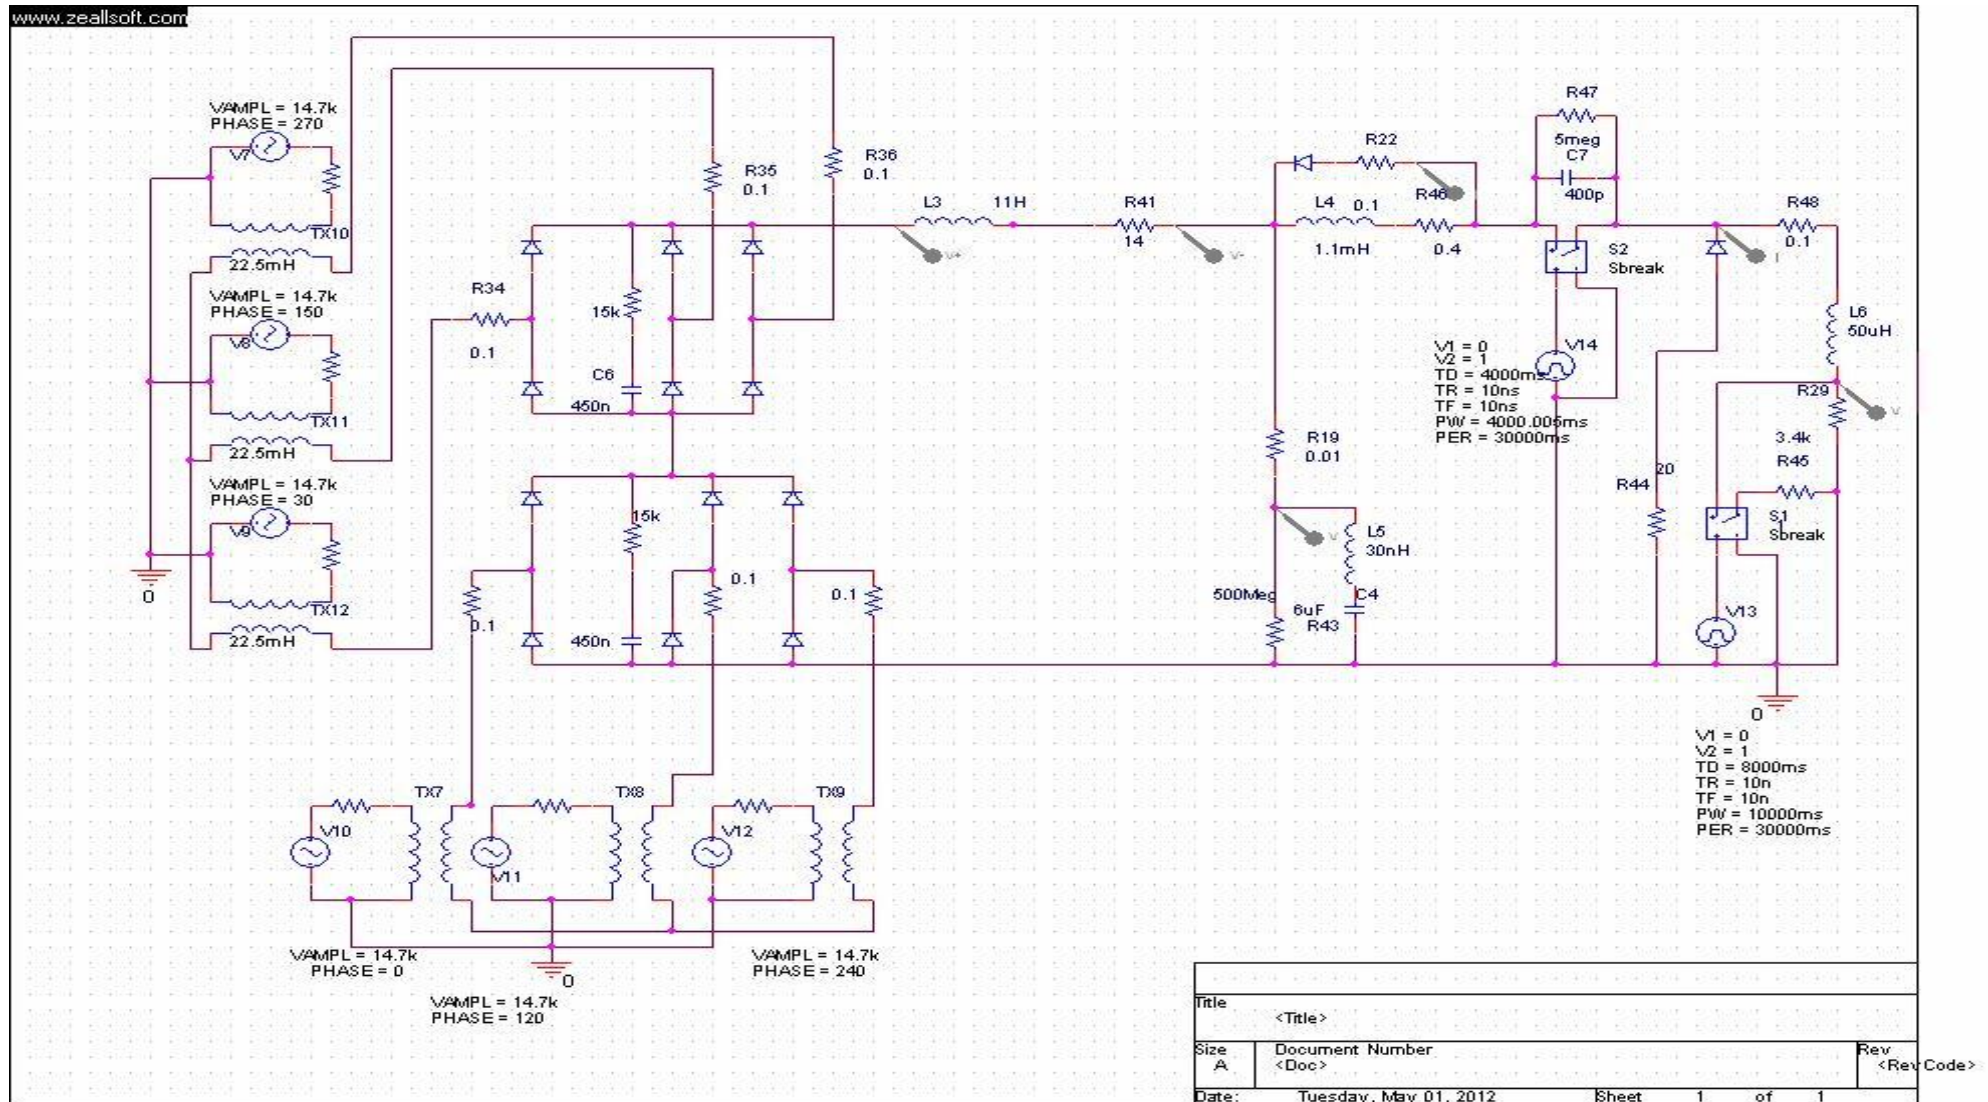 www.zeallsoft.com
VAMPL = 14.7k
PHASE = 270
V7
TX10
22.5mH
VAMPL = 14.7k
PHASE = 150
V8
TX11
22.5mH
VAMPL = 14.7k
PHASE = 30
V9
TX12
22.5mH
0
R34
0.1
R35
0.1
R36
0.1
15k
C6
450n
15k
450n
0.1
0.1
0.1
L3
11H
R41
14
V+
V-
R22
R46
L4
0.1
1.1mH
0.4
R47
5meg
C7
400p
S2
Sbreak
R48
0.1
I
L6
50uH
V14
V1 = 0
V2 = 1
TD = 4000ms
TR = 10ns
TF = 10ns
PW = 4000.005ms
PER = 30000ms
R19
0.01
V
L5
30nH
500Meg
6uF
C4
R43
R29
V
3.4k
R45
20
R44
S1
Sbreak
V13
0
V1 = 0
V2 = 1
TD = 8000ms
TR = 10n
TF = 10n
PW = 10000ms
PER = 30000ms
TX7
TX8
TX9
V10
V11
V12
VAMPL = 14.7k
PHASE = 0
VAMPL = 14.7k
PHASE = 120
VAMPL = 14.7k
PHASE = 240
0
Title
<Title>
Size
A
Document Number
<Doc>
Rev
<RevCode>
Date:
Tuesday, May 01, 2012
Sheet
1
of
1